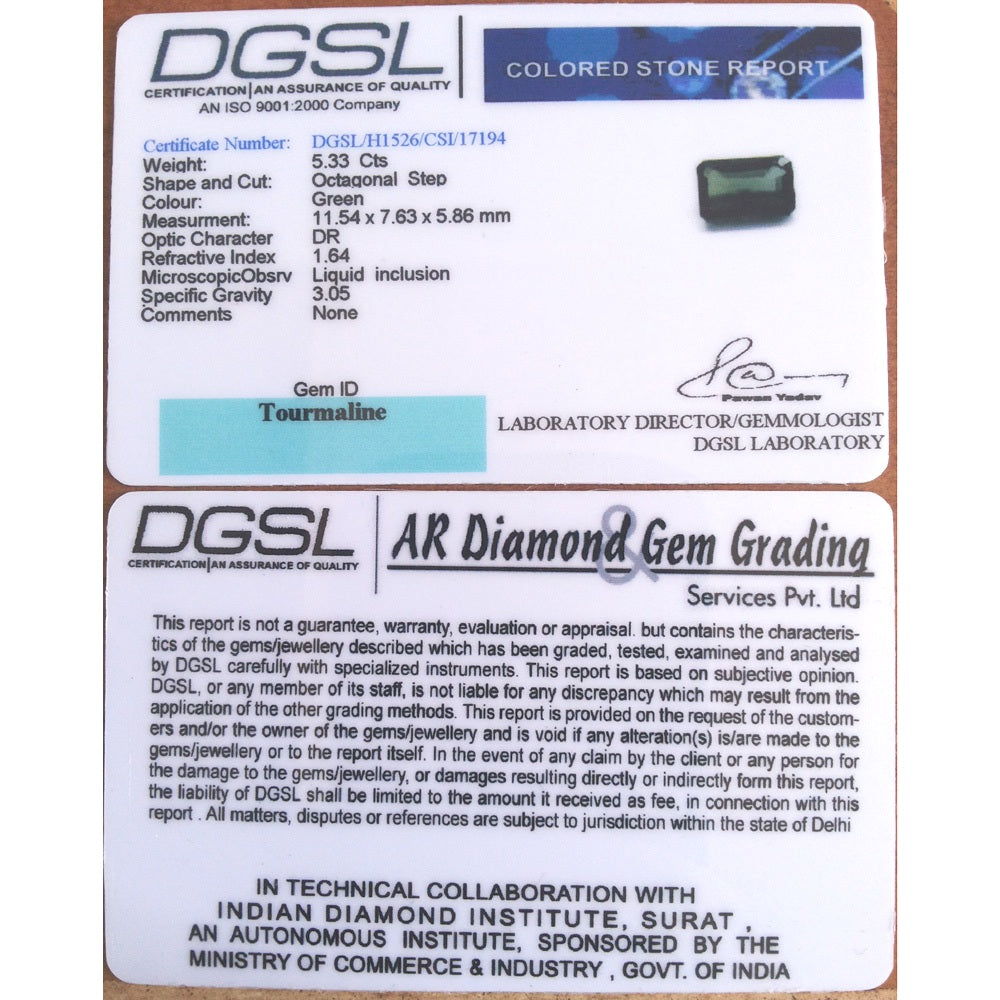 DGSL
CERTIFICATION|AN ASSURANCE OF QUALITY
AN ISO 9001:2000 Company
COLORED STONE REPORT
Certificate Number: DGSL/H1526/CSI/17194
Weight: 5.33 Cts
Shape and Cut: Octagonal Step
Colour: Green
Measurment: 11.54 x 7.63 x 5.86 mm
Optic Character DR
Refractive Index 1.64
MicroscopicObsrv Liquid inclusion
Specific Gravity 3.05
Comments None
Gem ID
Tourmaline
Pawan Yadav
LABORATORY DIRECTOR/GEMMOLOGIST
DGSL LABORATORY
DGSL
CERTIFICATION|AN ASSURANCE OF QUALITY
AR Diamond & Gem Grading
Services Pvt. Ltd
This report is not a guarantee, warranty, evaluation or appraisal. but contains the characteris-
tics of the gems/jewellery described which has been graded, tested, examined and analysed
by DGSL carefully with specialized instruments. This report is based on subjective opinion.
DGSL, or any member of its staff, is not liable for any discrepancy which may result from the
application of the other grading methods. This report is provided on the request of the custom-
ers and/or the owner of the gems/jewellery and is void if any alteration(s) is/are made to the
gems/jewellery or to the report itself. In the event of any claim by the client or any person for
the damage to the gems/jewellery, or damages resulting directly or indirectly form this report,
the liability of DGSL shall be limited to the amount it received as fee, in connection with this
report . All matters, disputes or references are subject to jurisdiction within the state of Delhi
IN TECHNICAL COLLABORATION WITH
INDIAN DIAMOND INSTITUTE, SURAT ,
AN AUTONOMOUS INSTITUTE, SPONSORED BY THE
MINISTRY OF COMMERCE & INDUSTRY , GOVT. OF INDIA